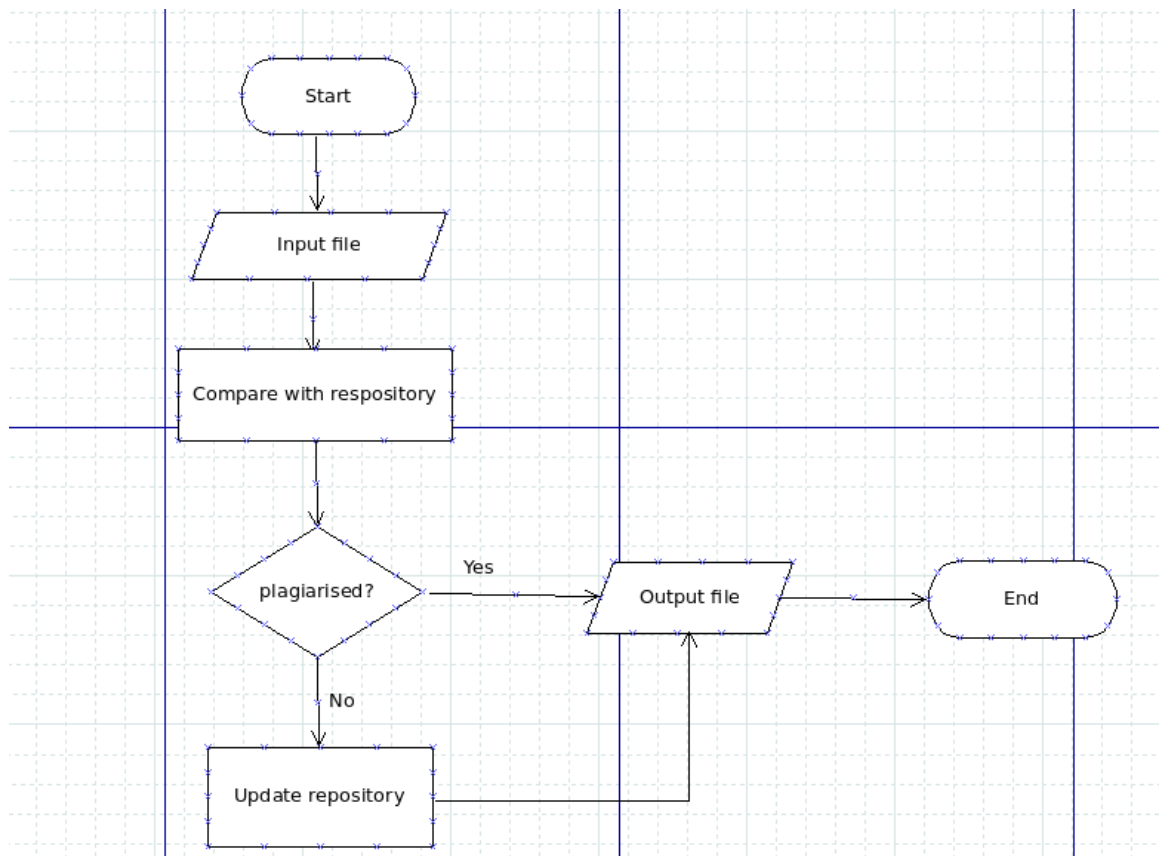 Start
Input file
Compare with respository
plagiarised?
Yes
Output file
End
No
Update repository